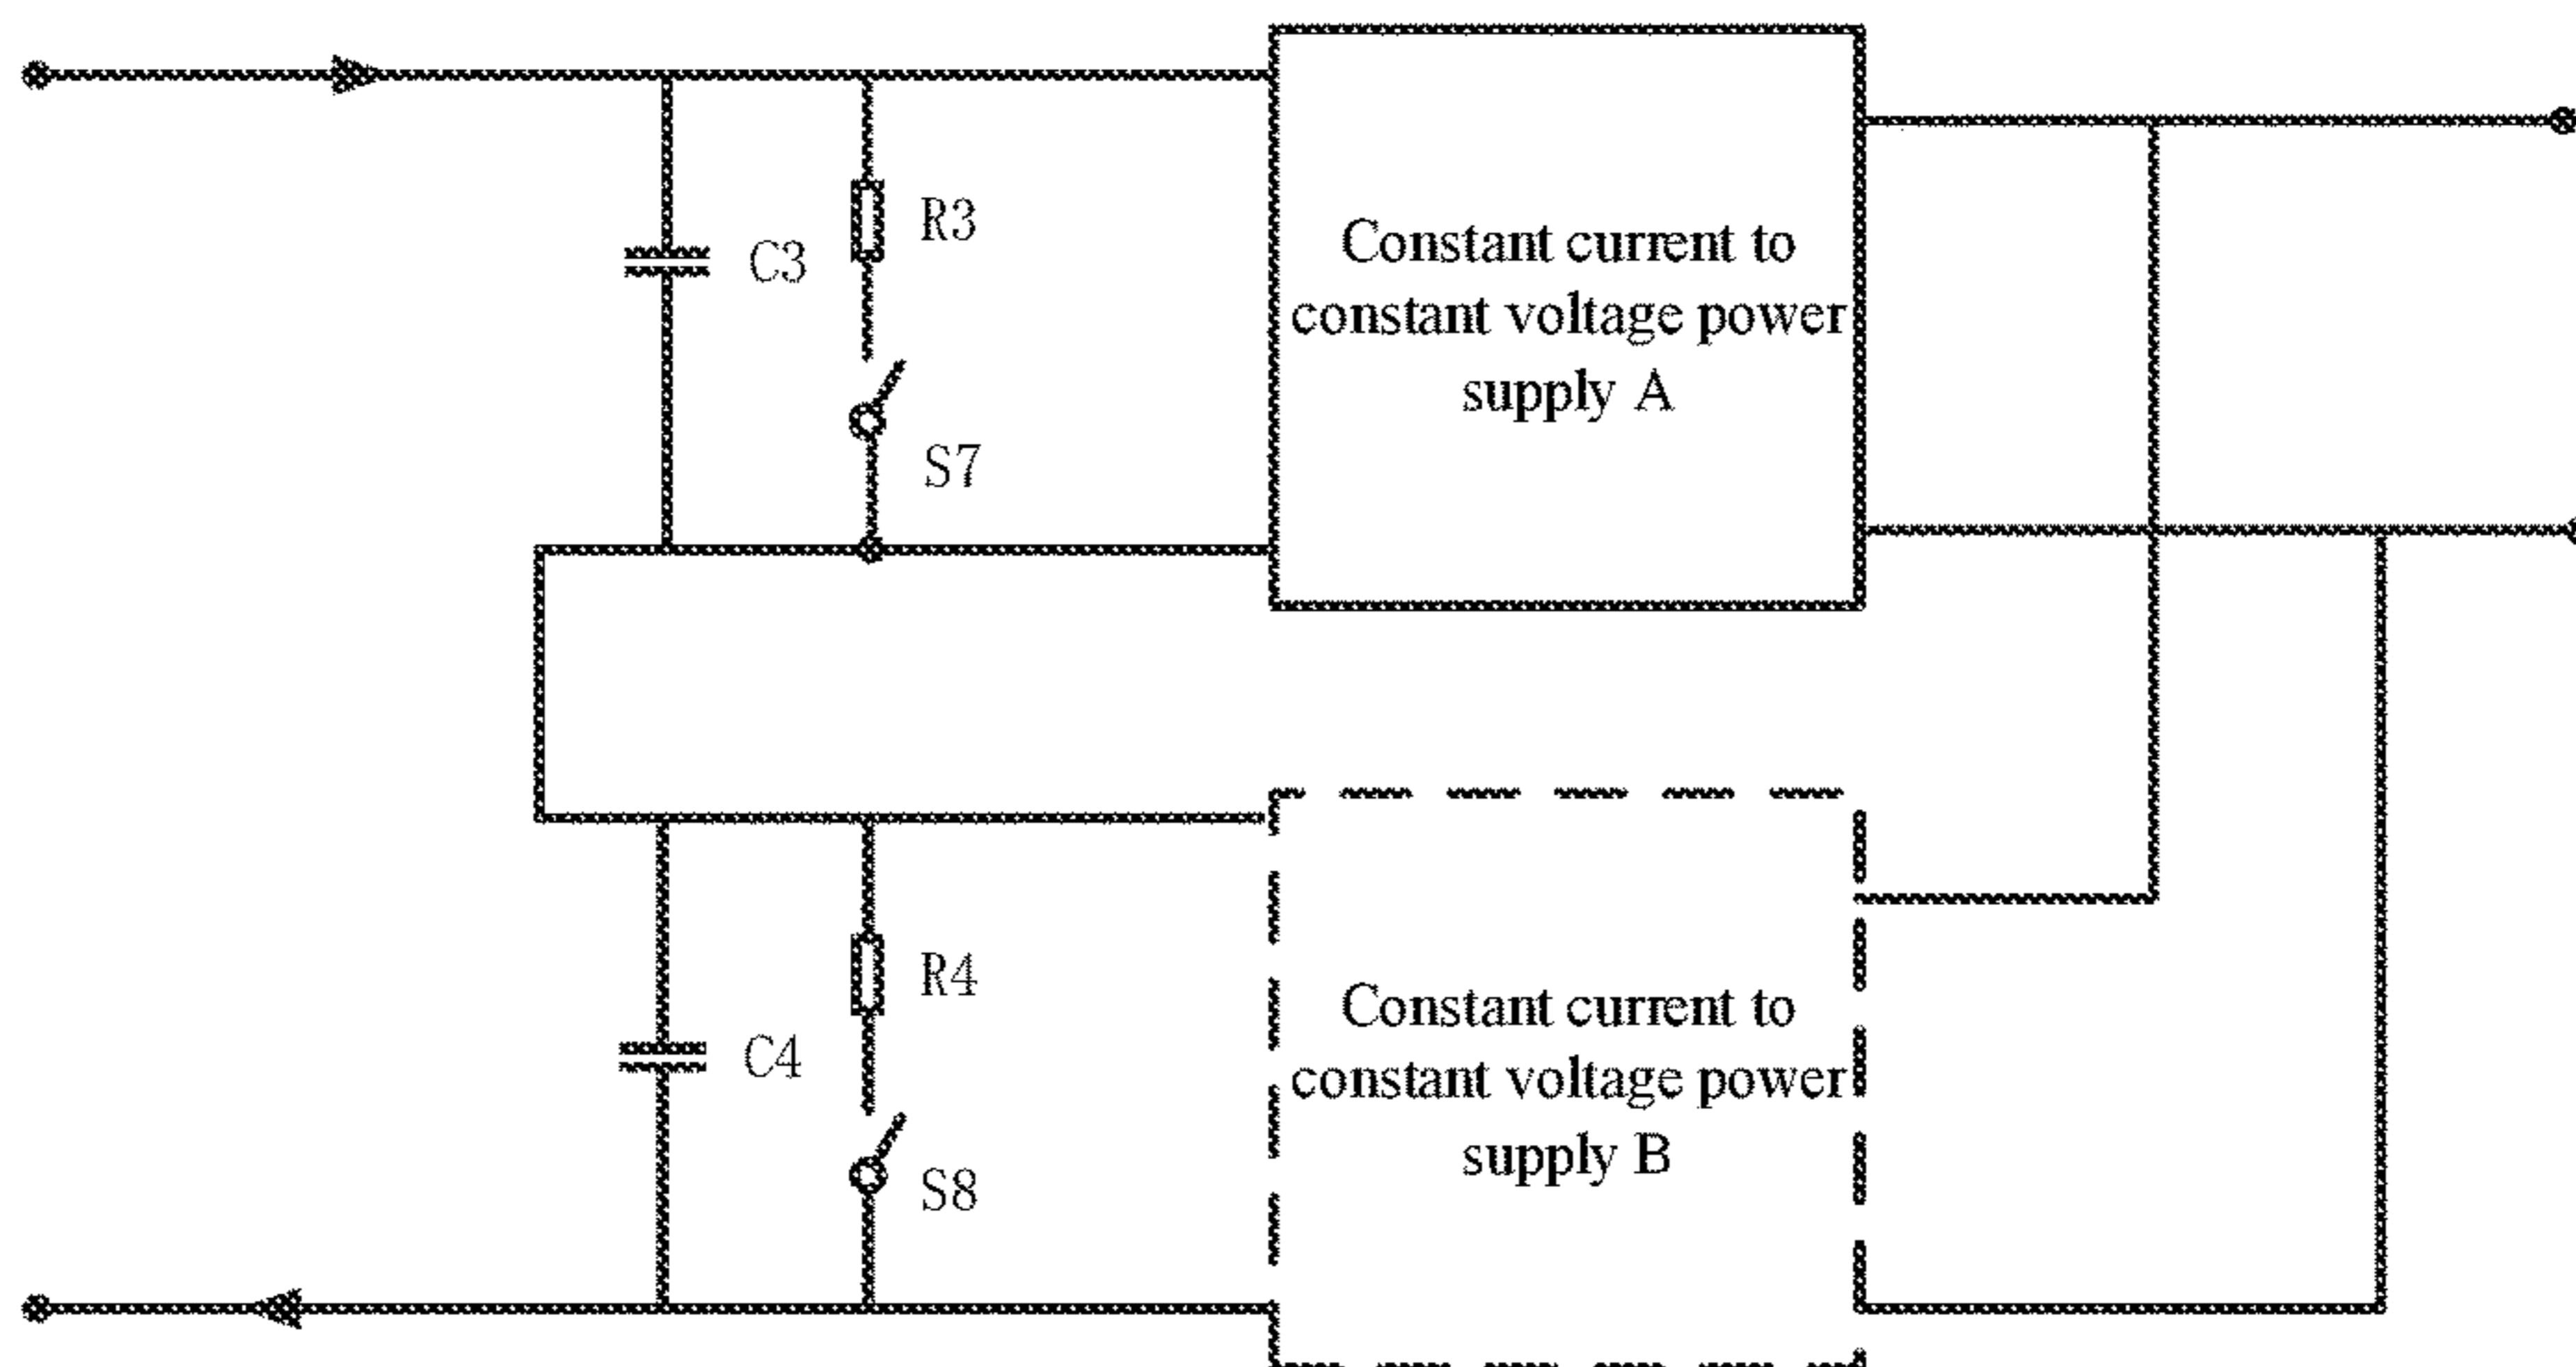 R3
C3
S7
Constant current to
constant voltage power
supply A
R4
C4
S8
Constant current to
constant voltage power
supply B